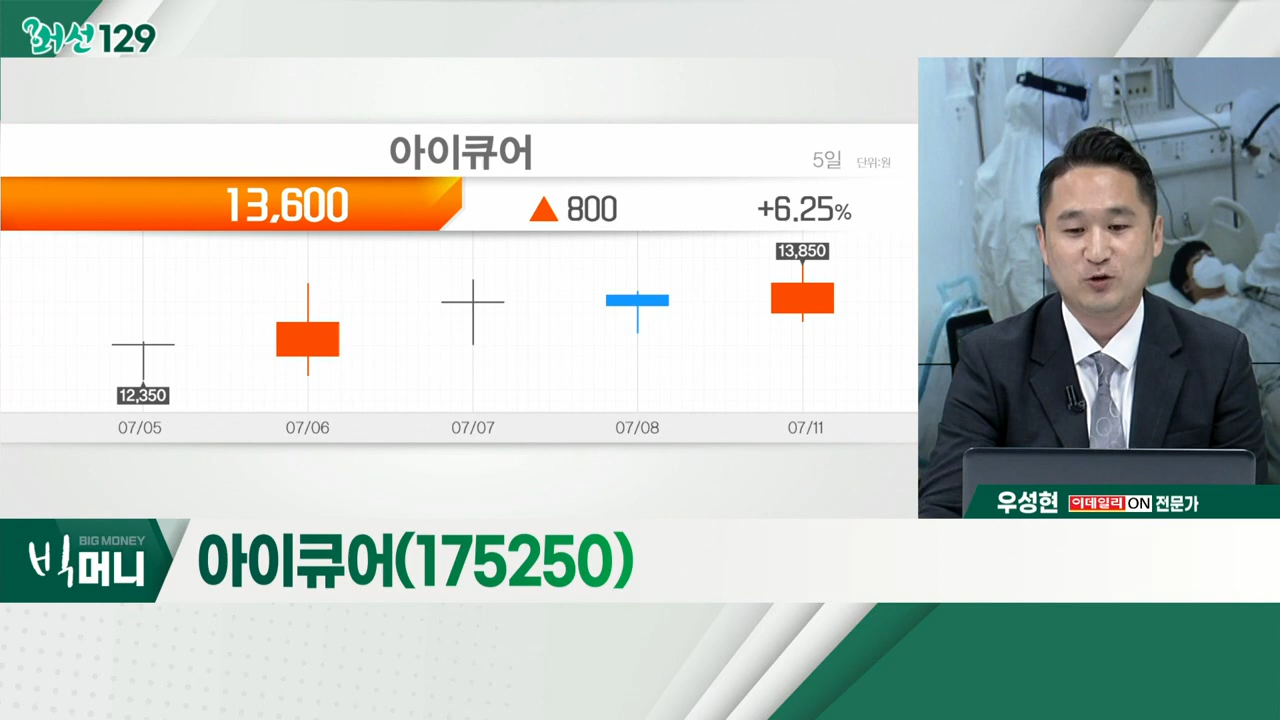 최선129
아이큐어
5일 단위:원
13,600 ▲ 800 +6.25%
13,850
12,350
07/05 07/06 07/07 07/08 07/11
우성현 이데일리ON 전문가
BIG MONEY
빅머니
아이큐어(175250)